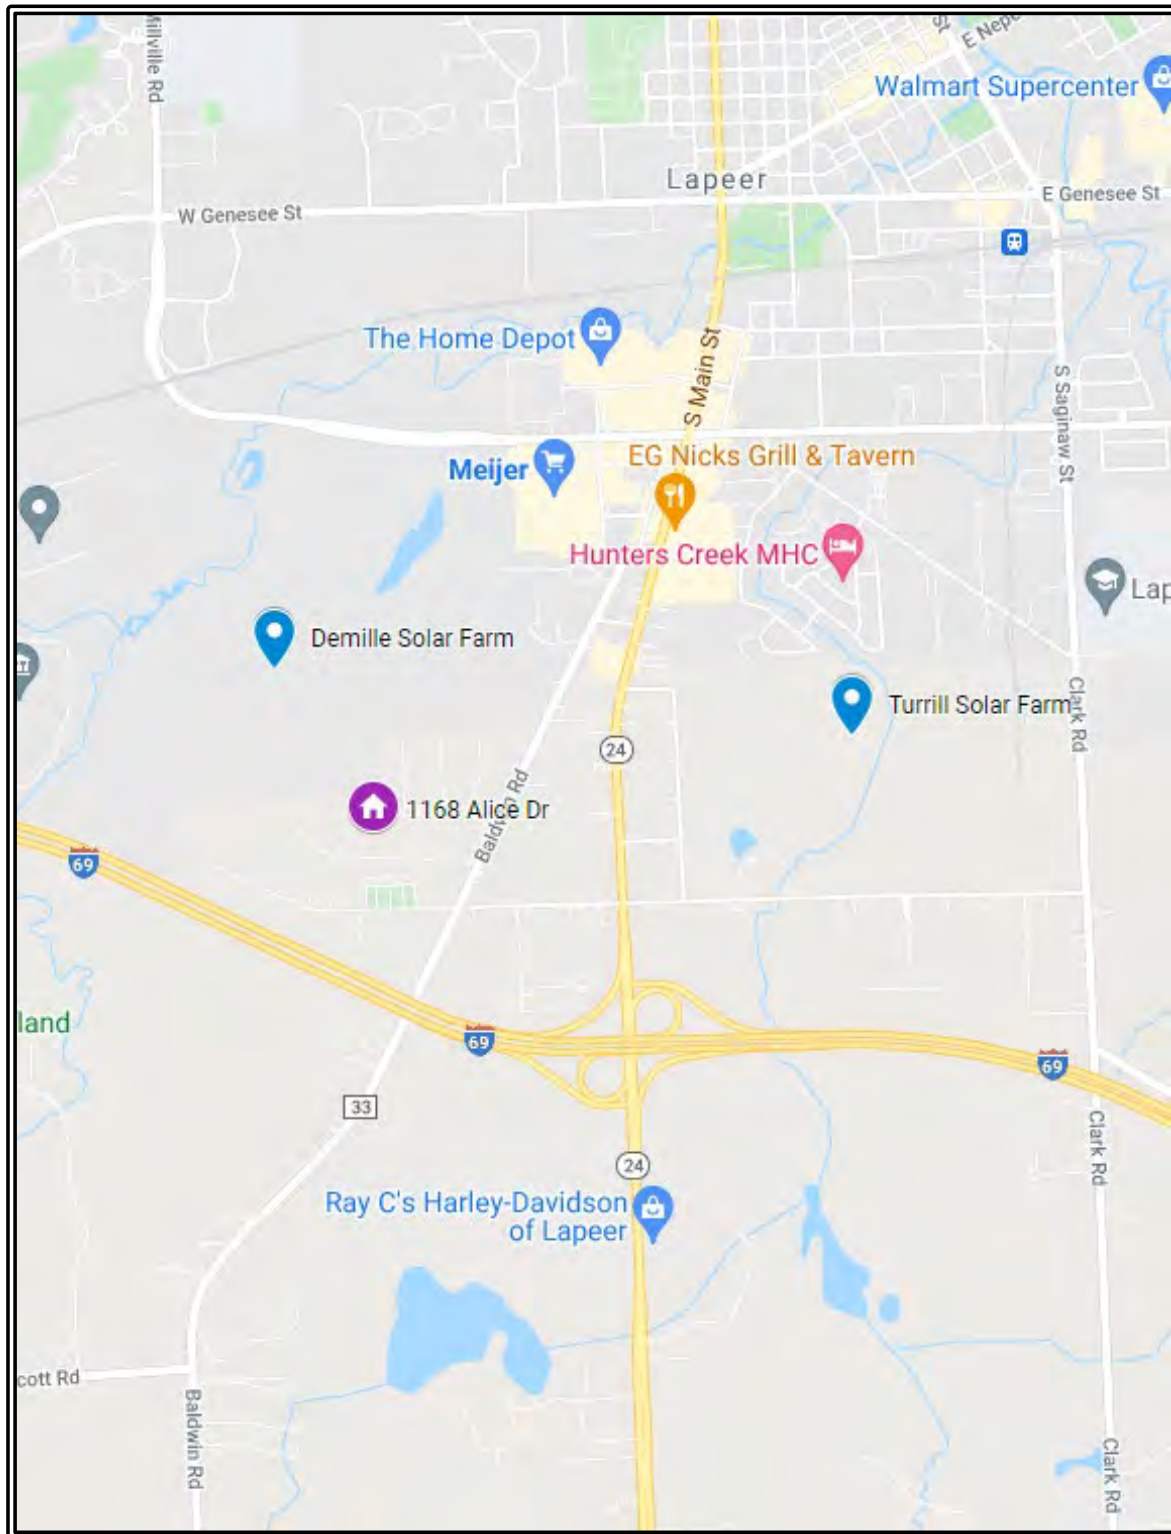 Millville Rd
St
E Nepe
Walmart Supercenter
Lapeer
W Genesee St
E Genesee St
The Home Depot
S Main St
S Saginaw St
Meijer
EG Nicks Grill & Tavern
Hunters Creek MHC
Lap
Demille Solar Farm
Turrill Solar Farm
Clark Rd
24
1168 Alice Dr
Baldwin Rd
69
land
69
69
33
24
Clark Rd
Ray C's Harley-Davidson
of Lapeer
cott Rd
Baldwin Rd
Clark Rd